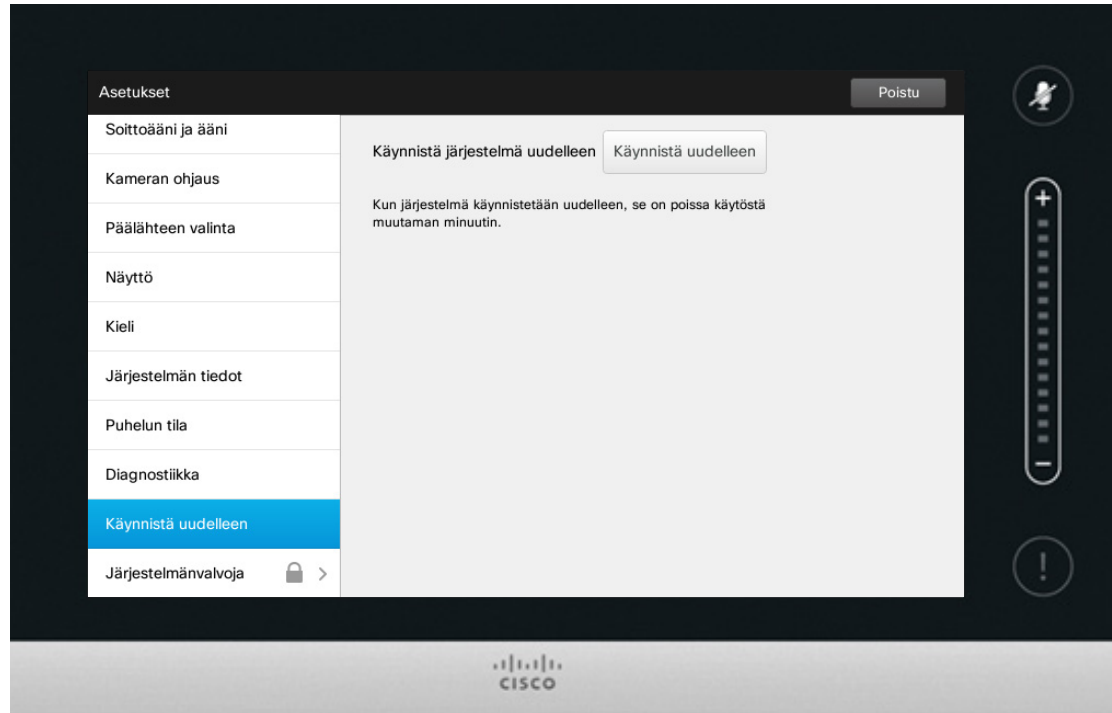 Asetukset
Poistu
Soittoääni ja ääni
Kameran ohjaus
Päälähteen valinta
Näyttö
Kieli
Järjestelmän tiedot
Puhelun tila
Diagnostiikka
Käynnistä uudelleen
Järjestelmänvalvoja
Käynnistä järjestelmä uudelleen
Käynnistä uudelleen
Kun järjestelmä käynnistetään uudelleen, se on poissa käytöstä
muutaman minuutin.
+
–
!
CISCO